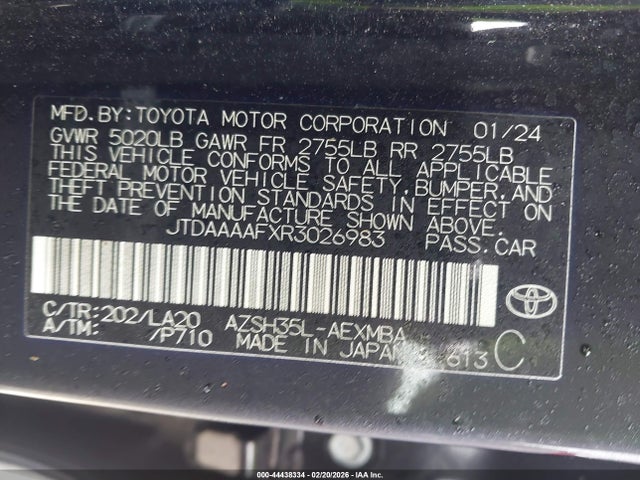 MFD.BY:TOYOTA MOTOR CORPORATION 01/24
GVWR 5020LB GAWR FR 2755LB RR 2755LB
THIS VEHICLE CONFORMS TO ALL APPLICABLE
FEDERAL MOTOR VEHICLE SAFETY,BUMPER,AND
THEFT PREVENTION STANDARDS IN EFFECT ON
THE DATE OF MANUFACTURE SHOWN ABOVE.
JTDAAAAFXR3026983 PASS.CAR
C/TR:202/LA20 AZSH35L-AEXMBA
A/TM: /P710 MADE IN JAPAN 613 C
000-44438334 | 02/20/2026 | IAA Inc.